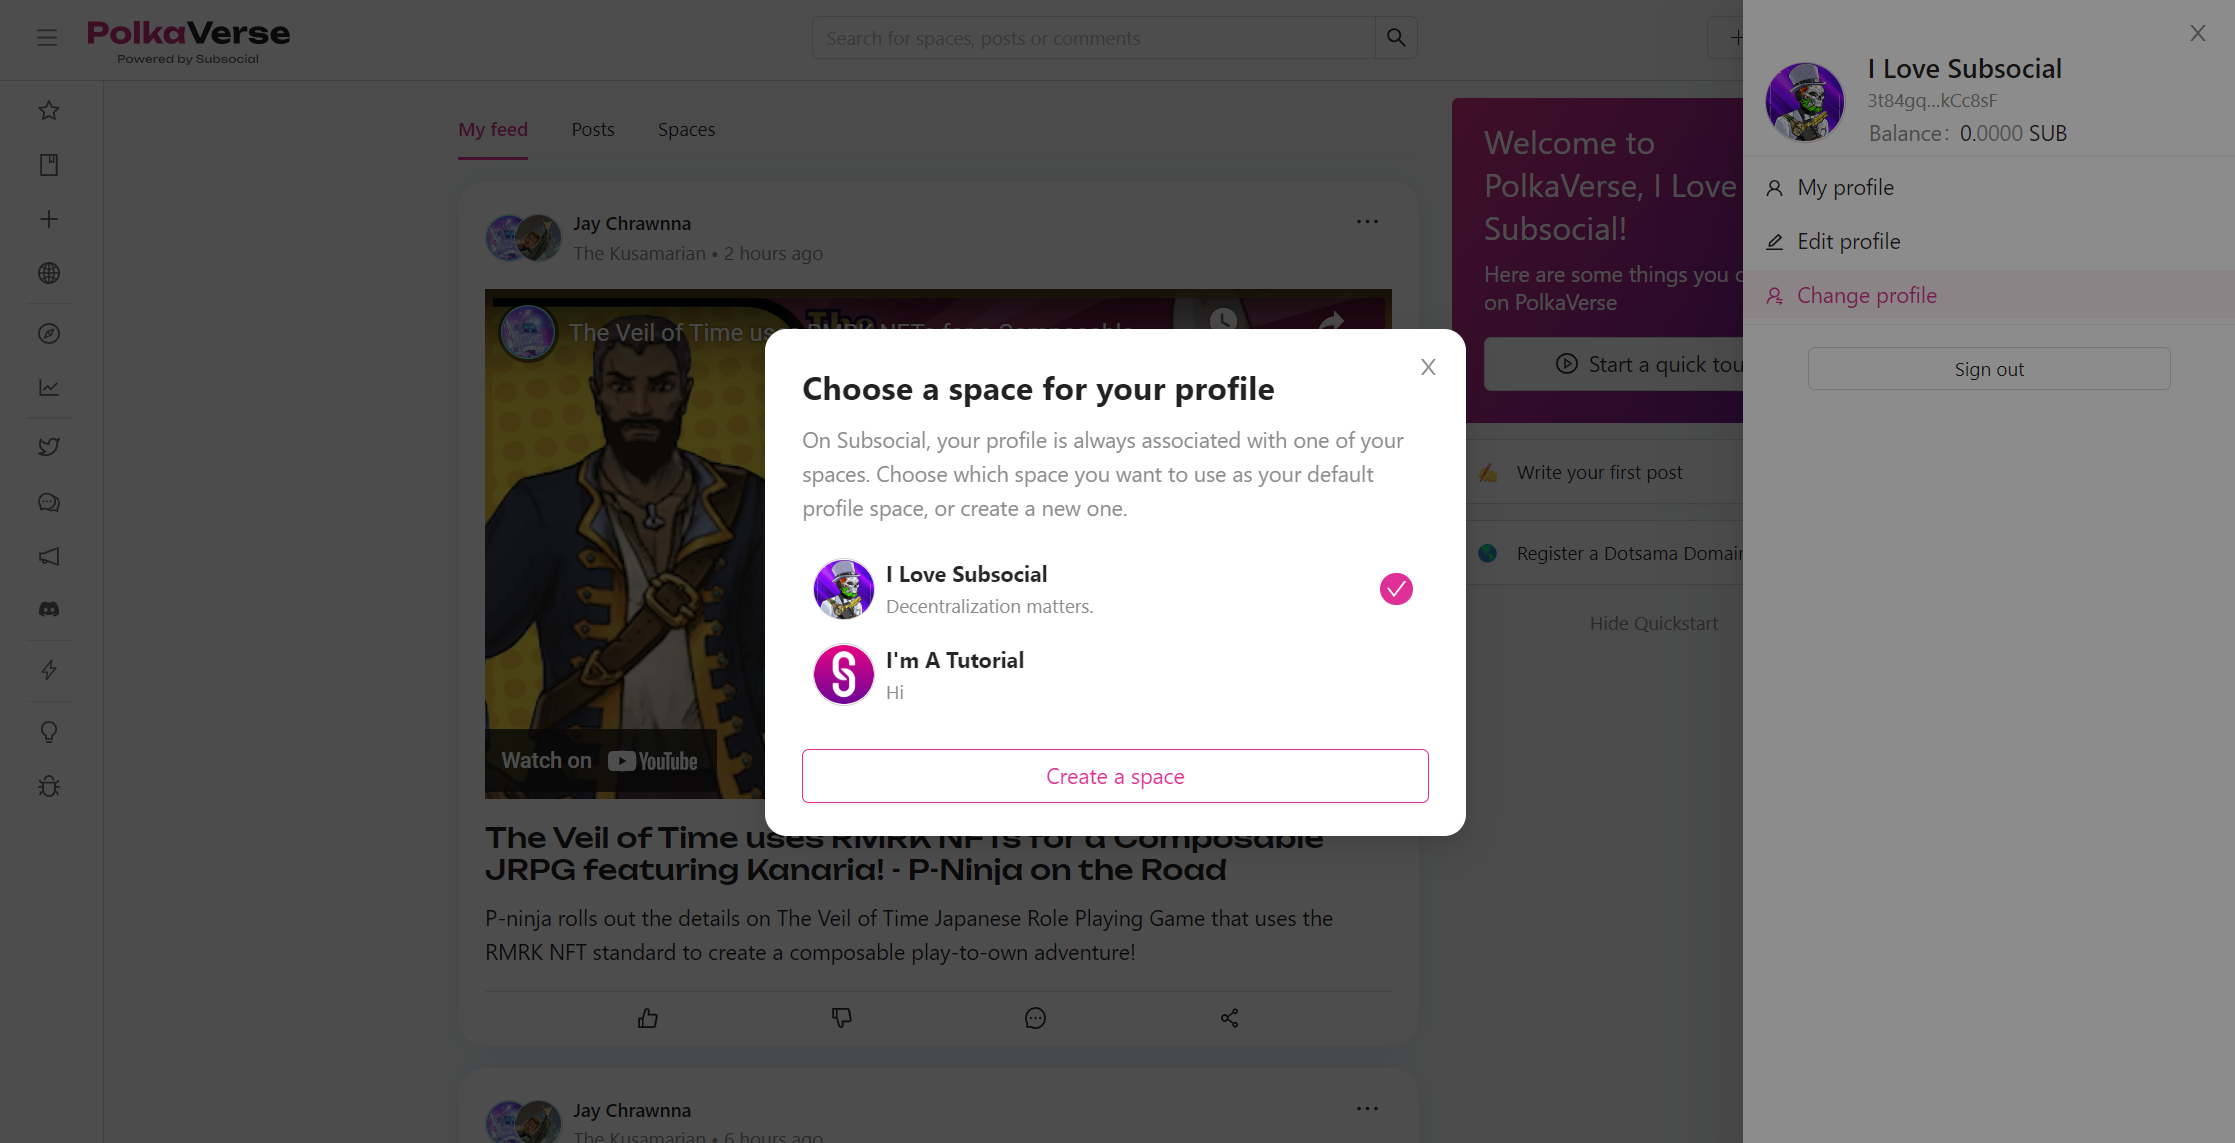 PolkaVerse
Powered by Subsocial
Search for spaces, posts or comments
My feed
Posts
Spaces
Jay Chrawnna
The Kusamarian • 2 hours ago
The Veil of Time uses RMRK NFTs for a Composable
Watch on YouTube
The Veil of Time uses RMRK NFTs for a Composable
JRPG featuring Kanaria! - P-Ninja on the Road
P-ninja rolls out the details on The Veil of Time Japanese Role Playing Game that uses the
RMRK NFT standard to create a composable play-to-own adventure!
Jay Chrawnna
The Kusamarian • 6 hours ago
Choose a space for your profile
X
On Subsocial, your profile is always associated with one of your
spaces. Choose which space you want to use as your default
profile space, or create a new one.
I Love Subsocial
Decentralization matters.
I'm A Tutorial
Hi
Create a space
Welcome to
PolkaVerse, I Love
Subsocial!
Here are some things you
on PolkaVerse
Start a quick
Write your first post
Register a Dotsama
Hide Quickstart
I Love Subsocial
3t84gq...kCc8sF
Balance: 0.0000 SUB
My profile
Edit profile
Change profile
Sign out